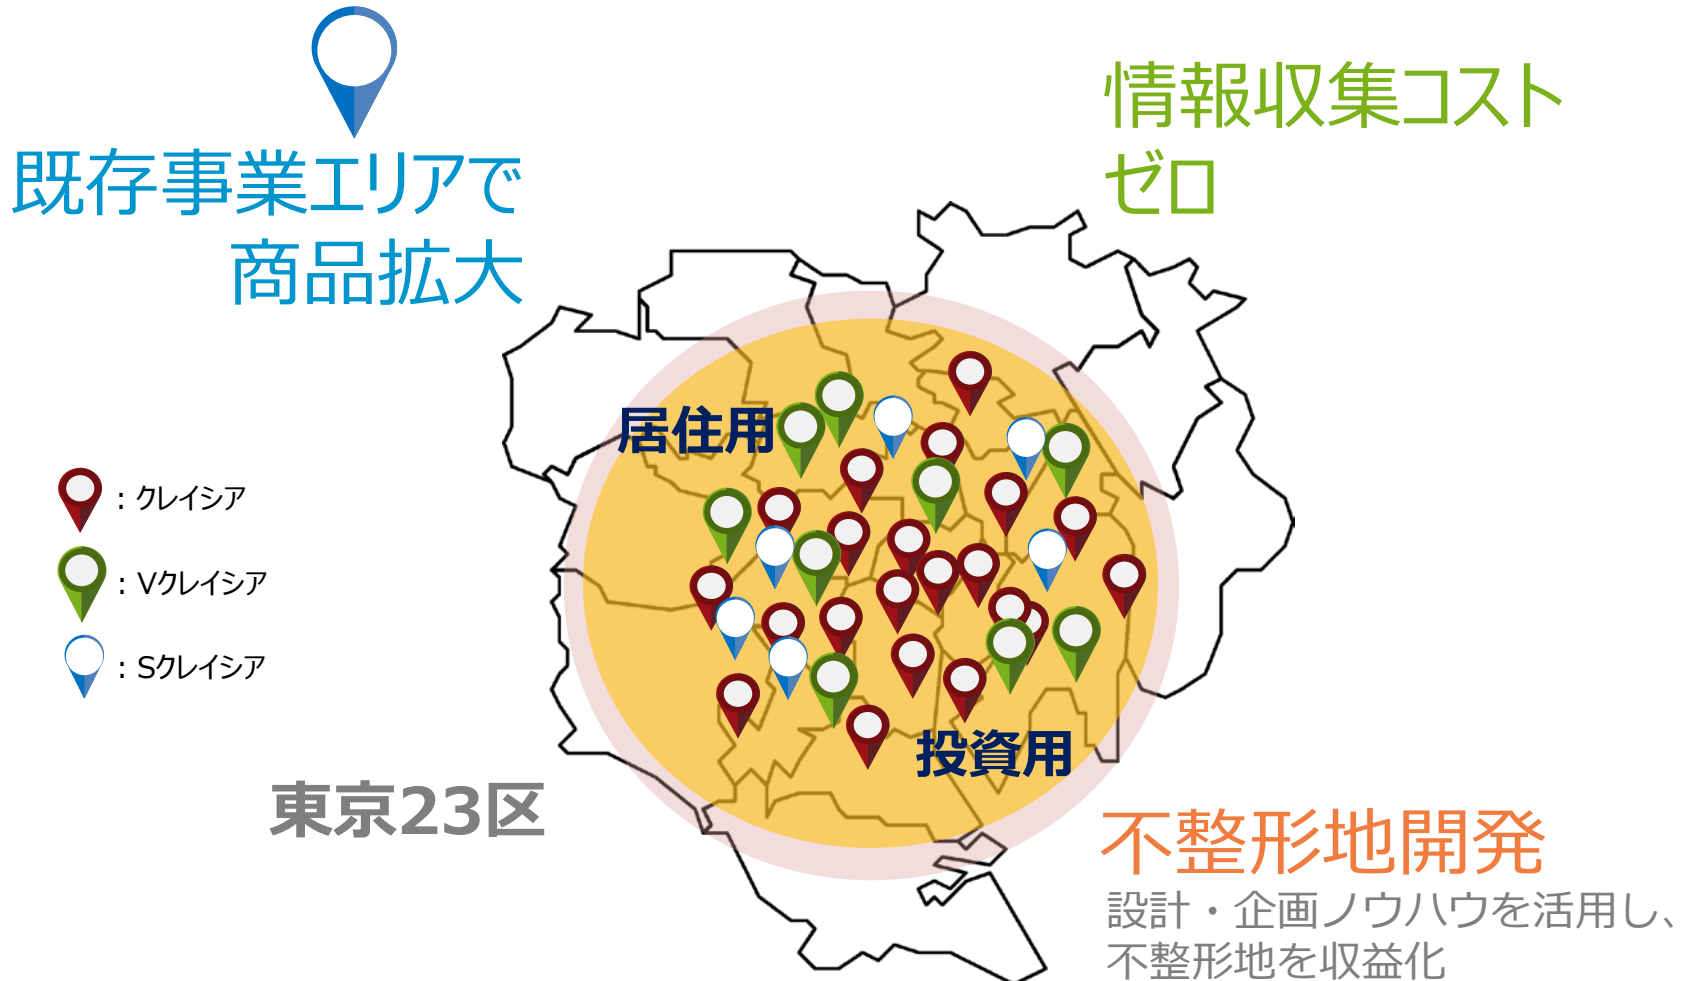 既存事業エリアで
商品拡大
情報収集コスト
ゼロ
居住用
：クレイシア
：Vクレイシア
：Sクレイシア
投資用
東京23区
不整形地開発
設計・企画ノウハウを活用し、
不整形地を収益化